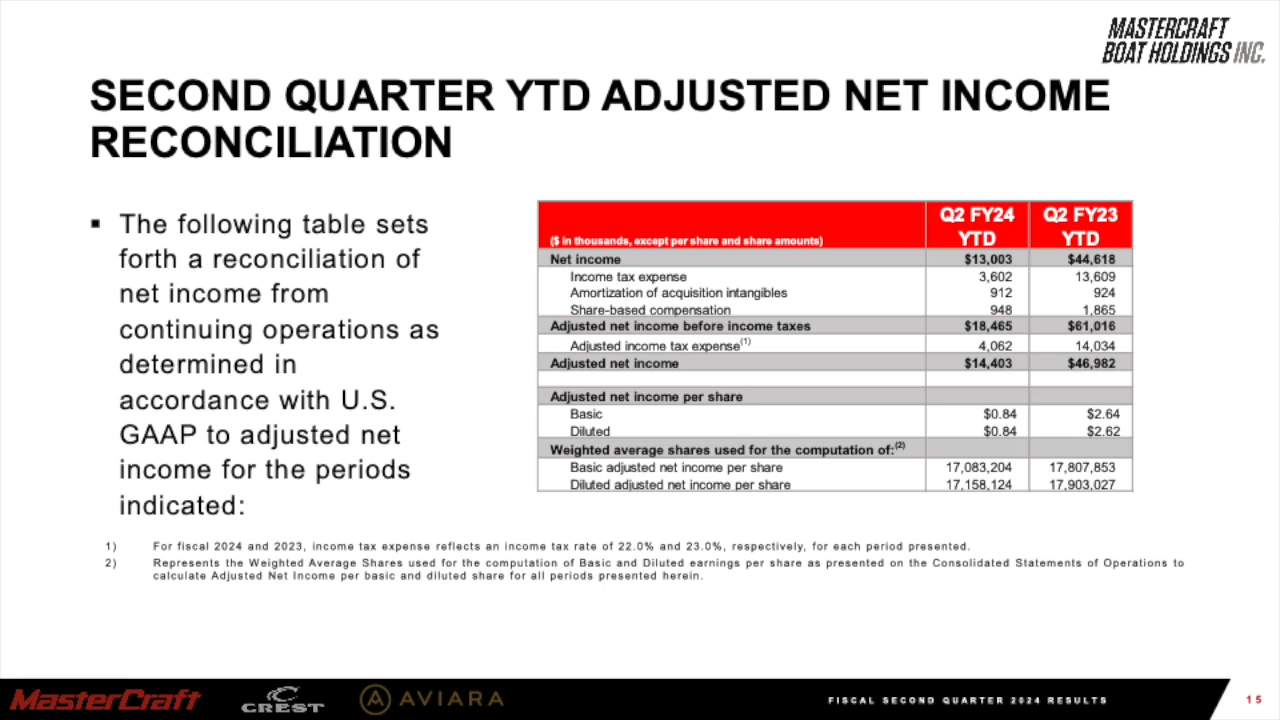 MASTERCRAFT
BOAT HOLDINGS INC.
SECOND QUARTER YTD ADJUSTED NET INCOME
RECONCILIATION
▪ The following table sets
forth a reconciliation of
net income from
continuing operations as
determined in
accordance with U.S.
GAAP to adjusted net
income for the periods
indicated:
($ in thousands, except per share and share amounts) Q2 FY24 YTD Q2 FY23 YTD
Net income $13,003 $44,618
Income tax expense 3,602 13,609
Amortization of acquisition intangibles 912 924
Share-based compensation 948 1,865
Adjusted net income before income taxes $18,465 $61,016
Adjusted income tax expense(1) 4,062 14,034
Adjusted net income $14,403 $46,982
Adjusted net income per share
Basic $0.84 $2.64
Diluted $0.84 $2.62
Weighted average shares used for the computation of:(2)
Basic adjusted net income per share 17,083,204 17,807,853
Diluted adjusted net income per share 17,158,124 17,903,027
1) For fiscal 2024 and 2023, income tax expense reflects an income tax rate of 22.0% and 23.0%, respectively, for each period presented.
2) Represents the Weighted Average Shares used for the computation of Basic and Diluted earnings per share as presented on the Consolidated Statements of Operations to
calculate Adjusted Net Income per basic and diluted share for all periods presented herein.
MasterCraft CREST AVIARA FISCAL SECOND QUARTER 2024 RESULTS 15